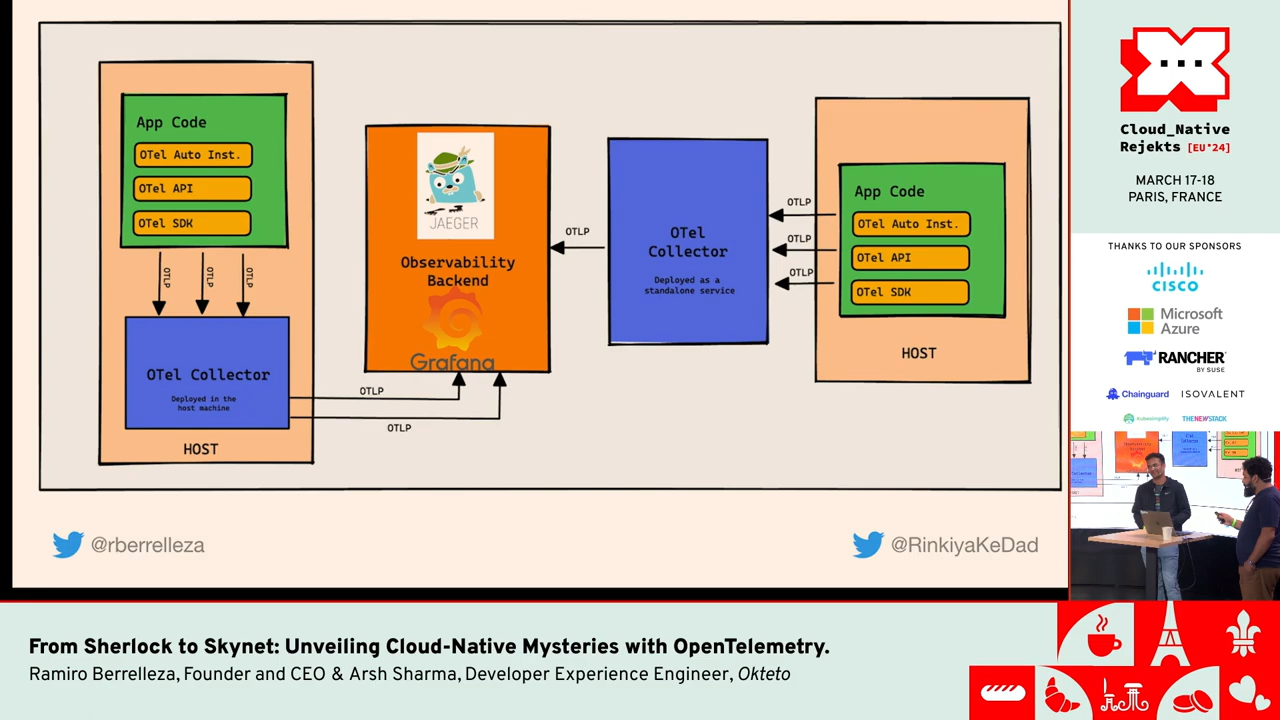 App Code
OTel Auto Inst.
OTel API
OTel SDK
OTLP
OTLP
OTLP
OTel Collector
Deployed in the
host machine
HOST
JAEGER
Observability
Backend
Grafana
OTLP
OTLP
OTLP
OTel
Collector
Deployed as a
standalone service
OTLP
OTLP
OTLP
App Code
OTel Auto Inst.
OTel API
OTel SDK
HOST
@rberrelleza
@RinkiyaKeDad
Cloud_Native
Rejekts [EU*24]
MARCH 17-18
PARIS, FRANCE
THANKS TO OUR SPONSORS
CISCO
Microsoft
Azure
RANCHER
BY SUSE
Chainguard
ISOVALENT
Kubesimplify
THENEWSTACK
From Sherlock to Skynet: Unveiling Cloud-Native Mysteries with OpenTelemetry.
Ramiro Berrelleza, Founder and CEO & Arsh Sharma, Developer Experience Engineer, Okteto